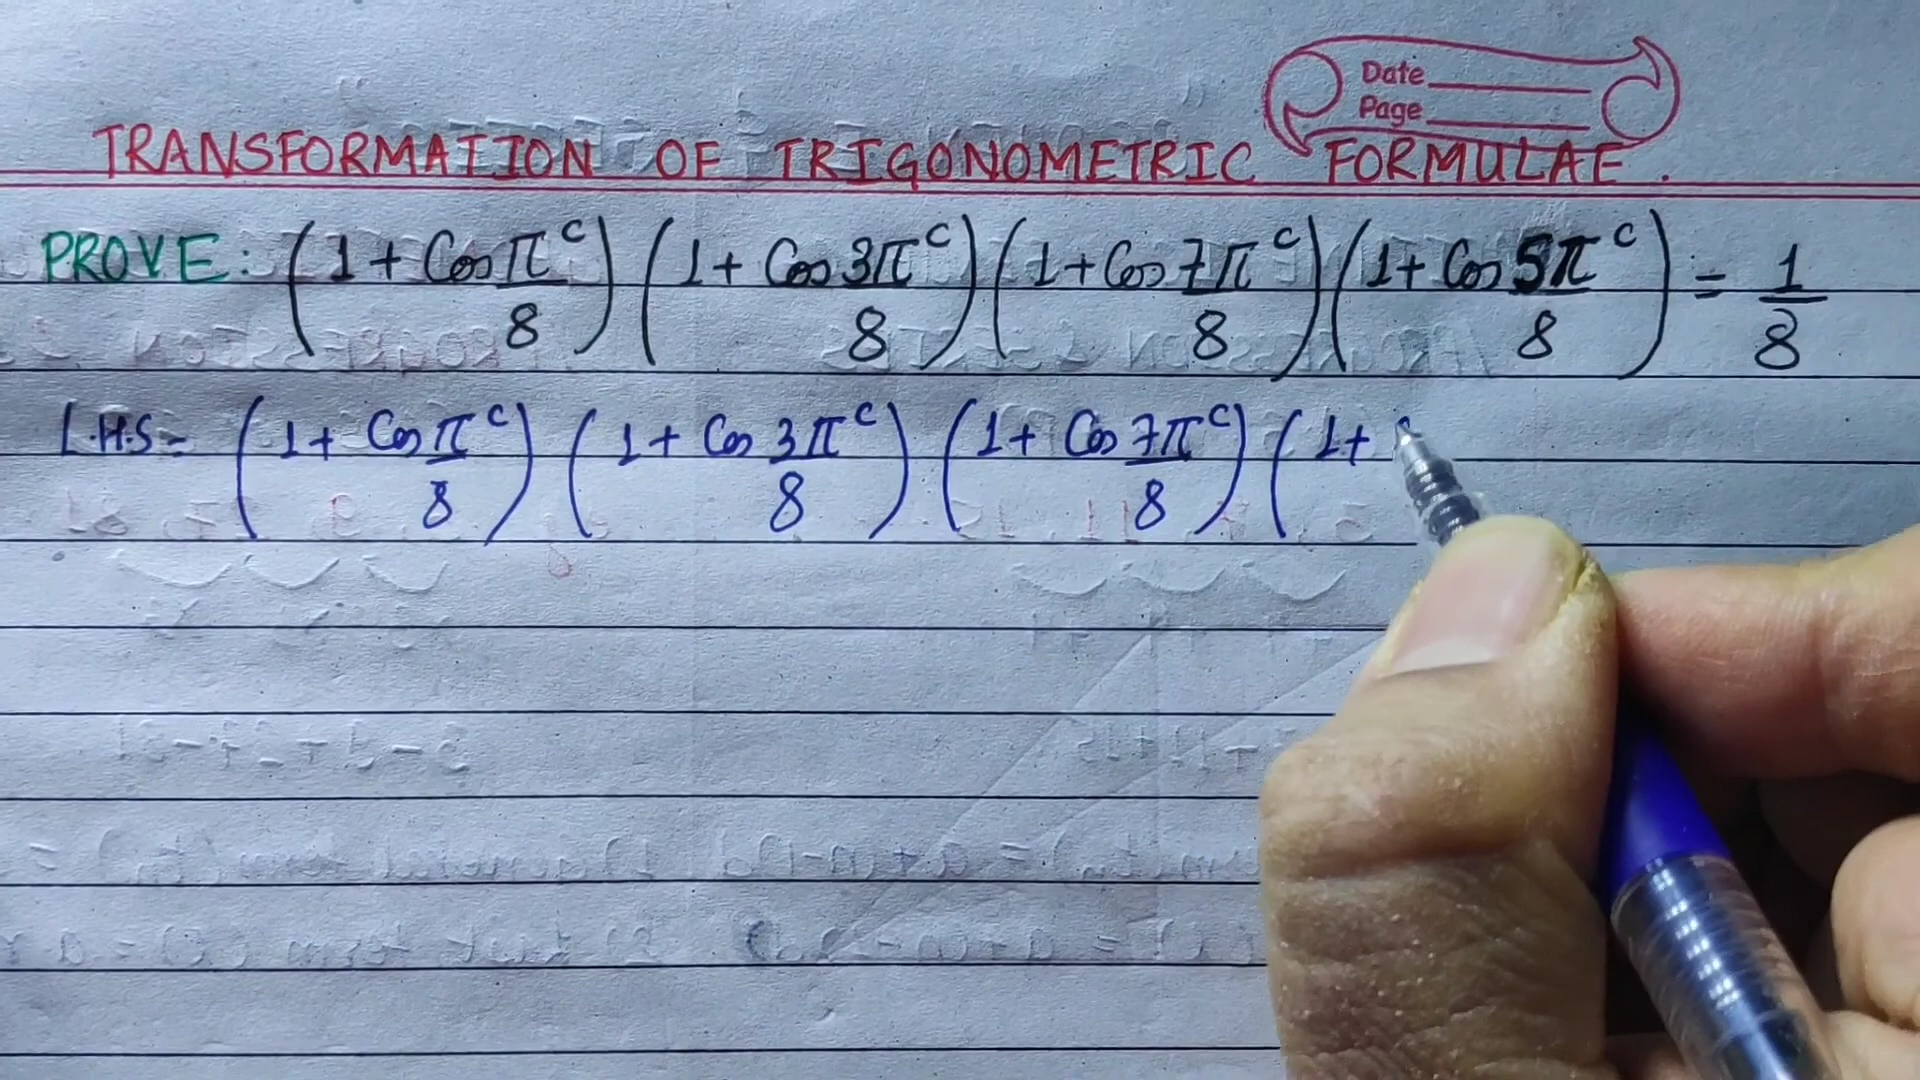 Date
Page
TRANSFORMATION OF TRIGONOMETRIC FORMULAE.
PROVE: (1 + Cos π^c/8) (1 + Cos 3π^c/8) (1 + Cos 7π^c/8) (1 + Cos 5π^c/8) = 1/8
L.H.S = (1 + Cos π^c/8) (1 + Cos 3π^c/8) (1 + Cos 7π^c/8) (1 +